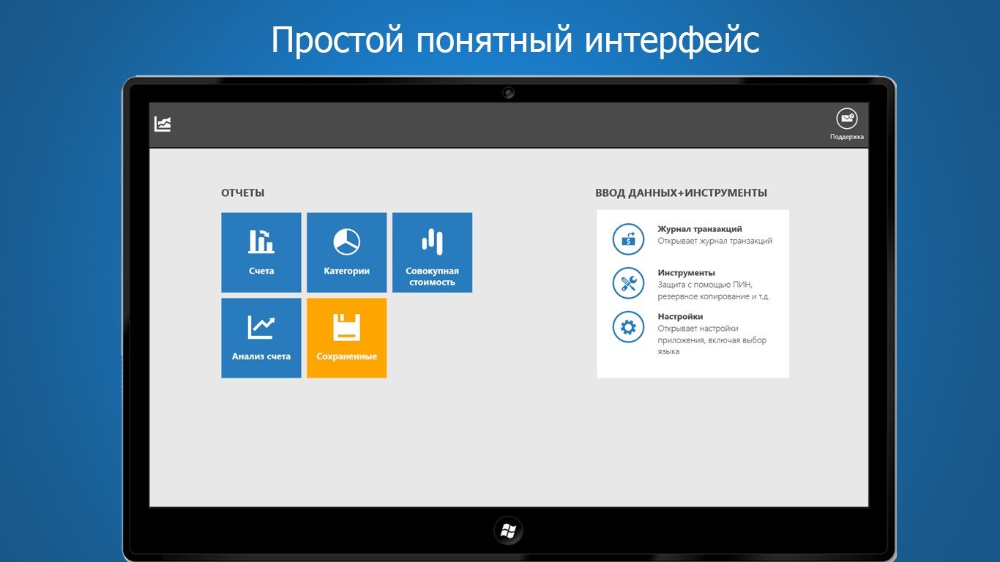 Простой понятный интерфейс
Поддержка
ОТЧЕТЫ
Счета
Категории
Совокупная
стоимость
Анализ счета
Сохраненные
ВВОД ДАННЫХ+ИНСТРУМЕНТЫ
Журнал транзакций
Открывает журнал транзакций
Инструменты
Защита с помощью ПИН,
резервное копирование и т.д.
Настройки
Открывает настройки
приложения, включая выбор
языка